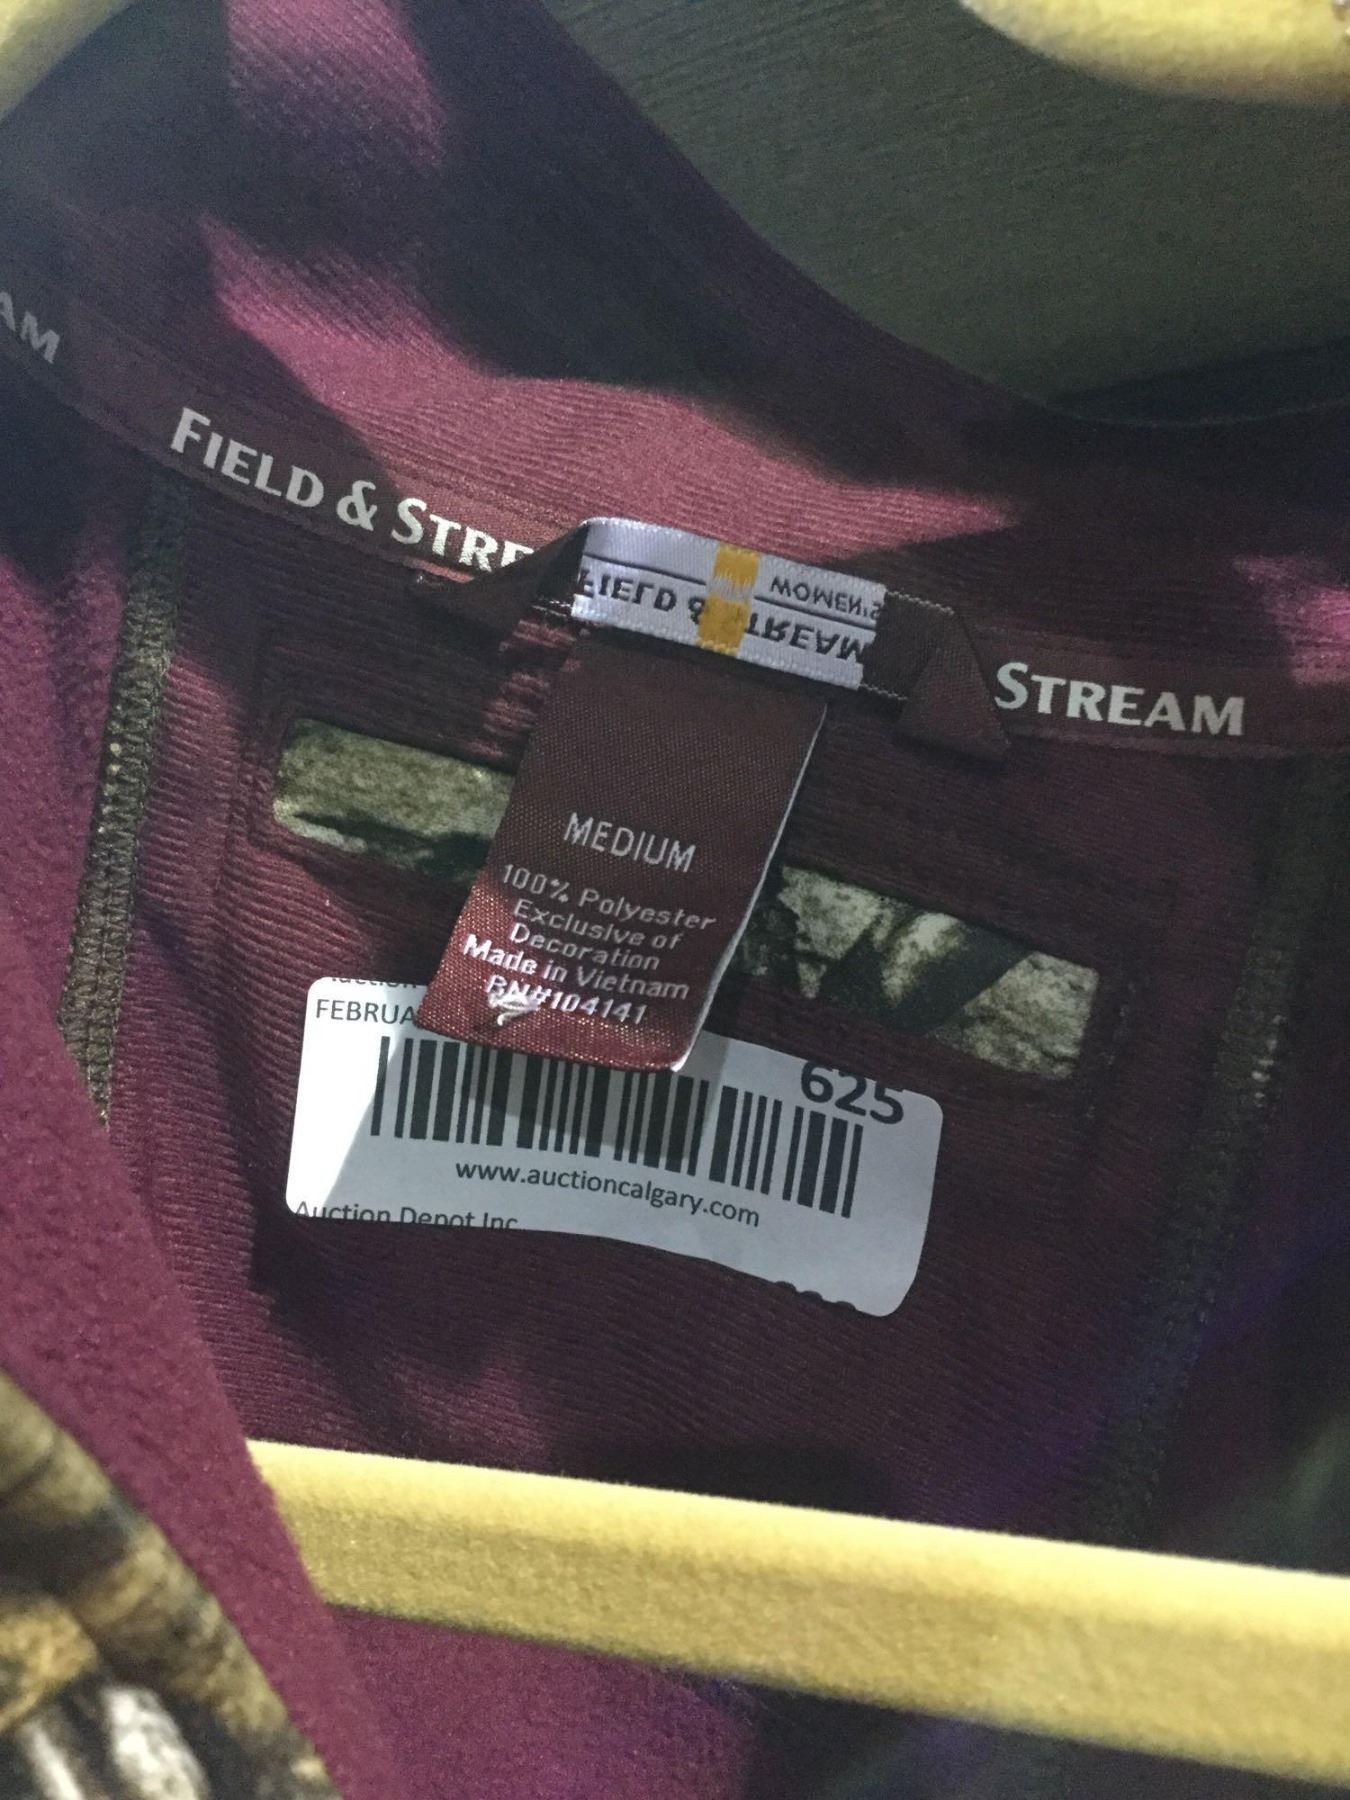 AM
FIELD & STRE
STREAM
WOMEN'S
FIELD & STREAM
MEDIUM
100% Polyester
Exclusive of
Decoration
Made in Vietnam
RN#104141
FEBRUA
625
www.auctioncalgary.com
Auction Depot Inc